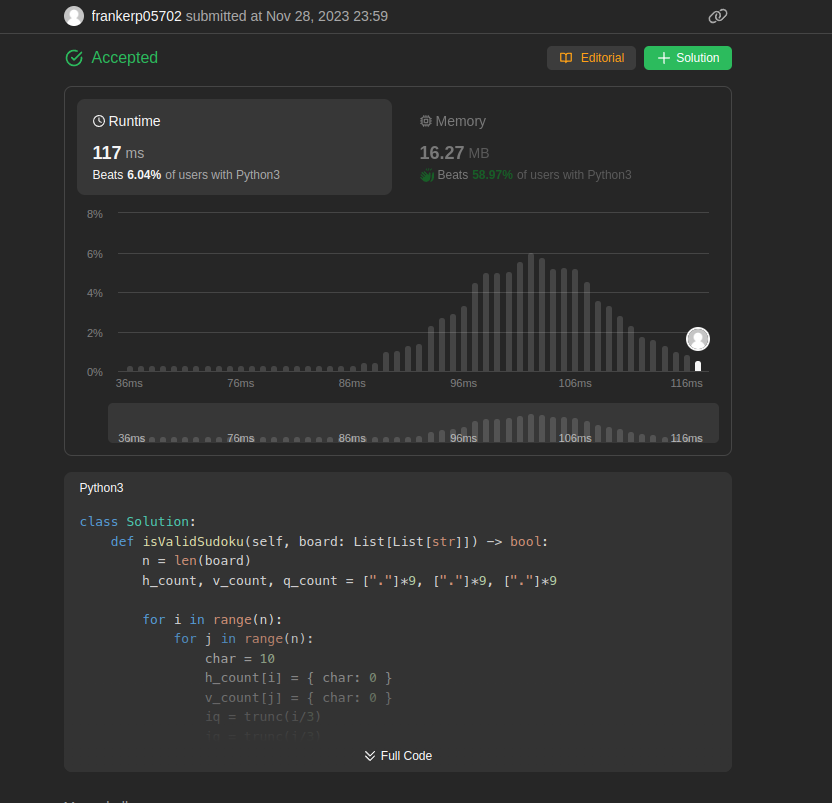 frankerp05702 submitted at Nov 28, 2023 23:59
Accepted
Editorial
Solution
Runtime
117 ms
Beats 6.04% of users with Python3
Memory
16.27 MB
Beats 58.97% of users with Python3
8%
6%
4%
2%
0%
36ms 76ms 86ms 96ms 106ms 116ms
36ms 76ms 86ms 96ms 106ms 116ms
Python3
class Solution:
    def isValidSudoku(self, board: List[List[str]]) -> bool:
        n = len(board)
        h_count, v_count, q_count = ["."]*9, ["."]*9, ["."]*9
        for i in range(n):
            for j in range(n):
                char = 10
                h_count[i] = { char: 0 }
                v_count[j] = { char: 0 }
                iq = trunc(i/3)
Full Code